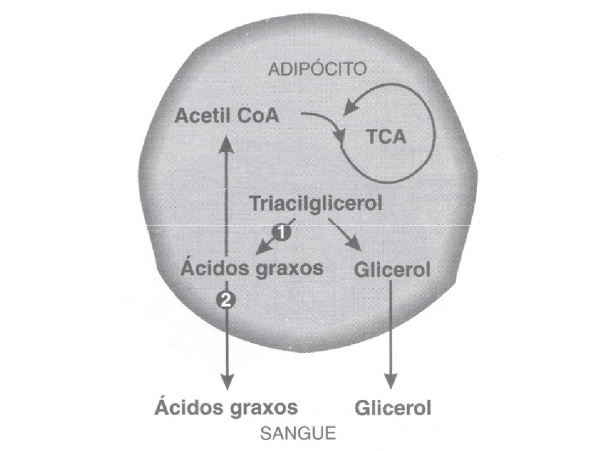 ADIPÓCITO
Acetil CoA
TCA
Triacilglicerol
1
Ácidos graxos
Glicerol
2
Ácidos graxos
Glicerol
SANGUE